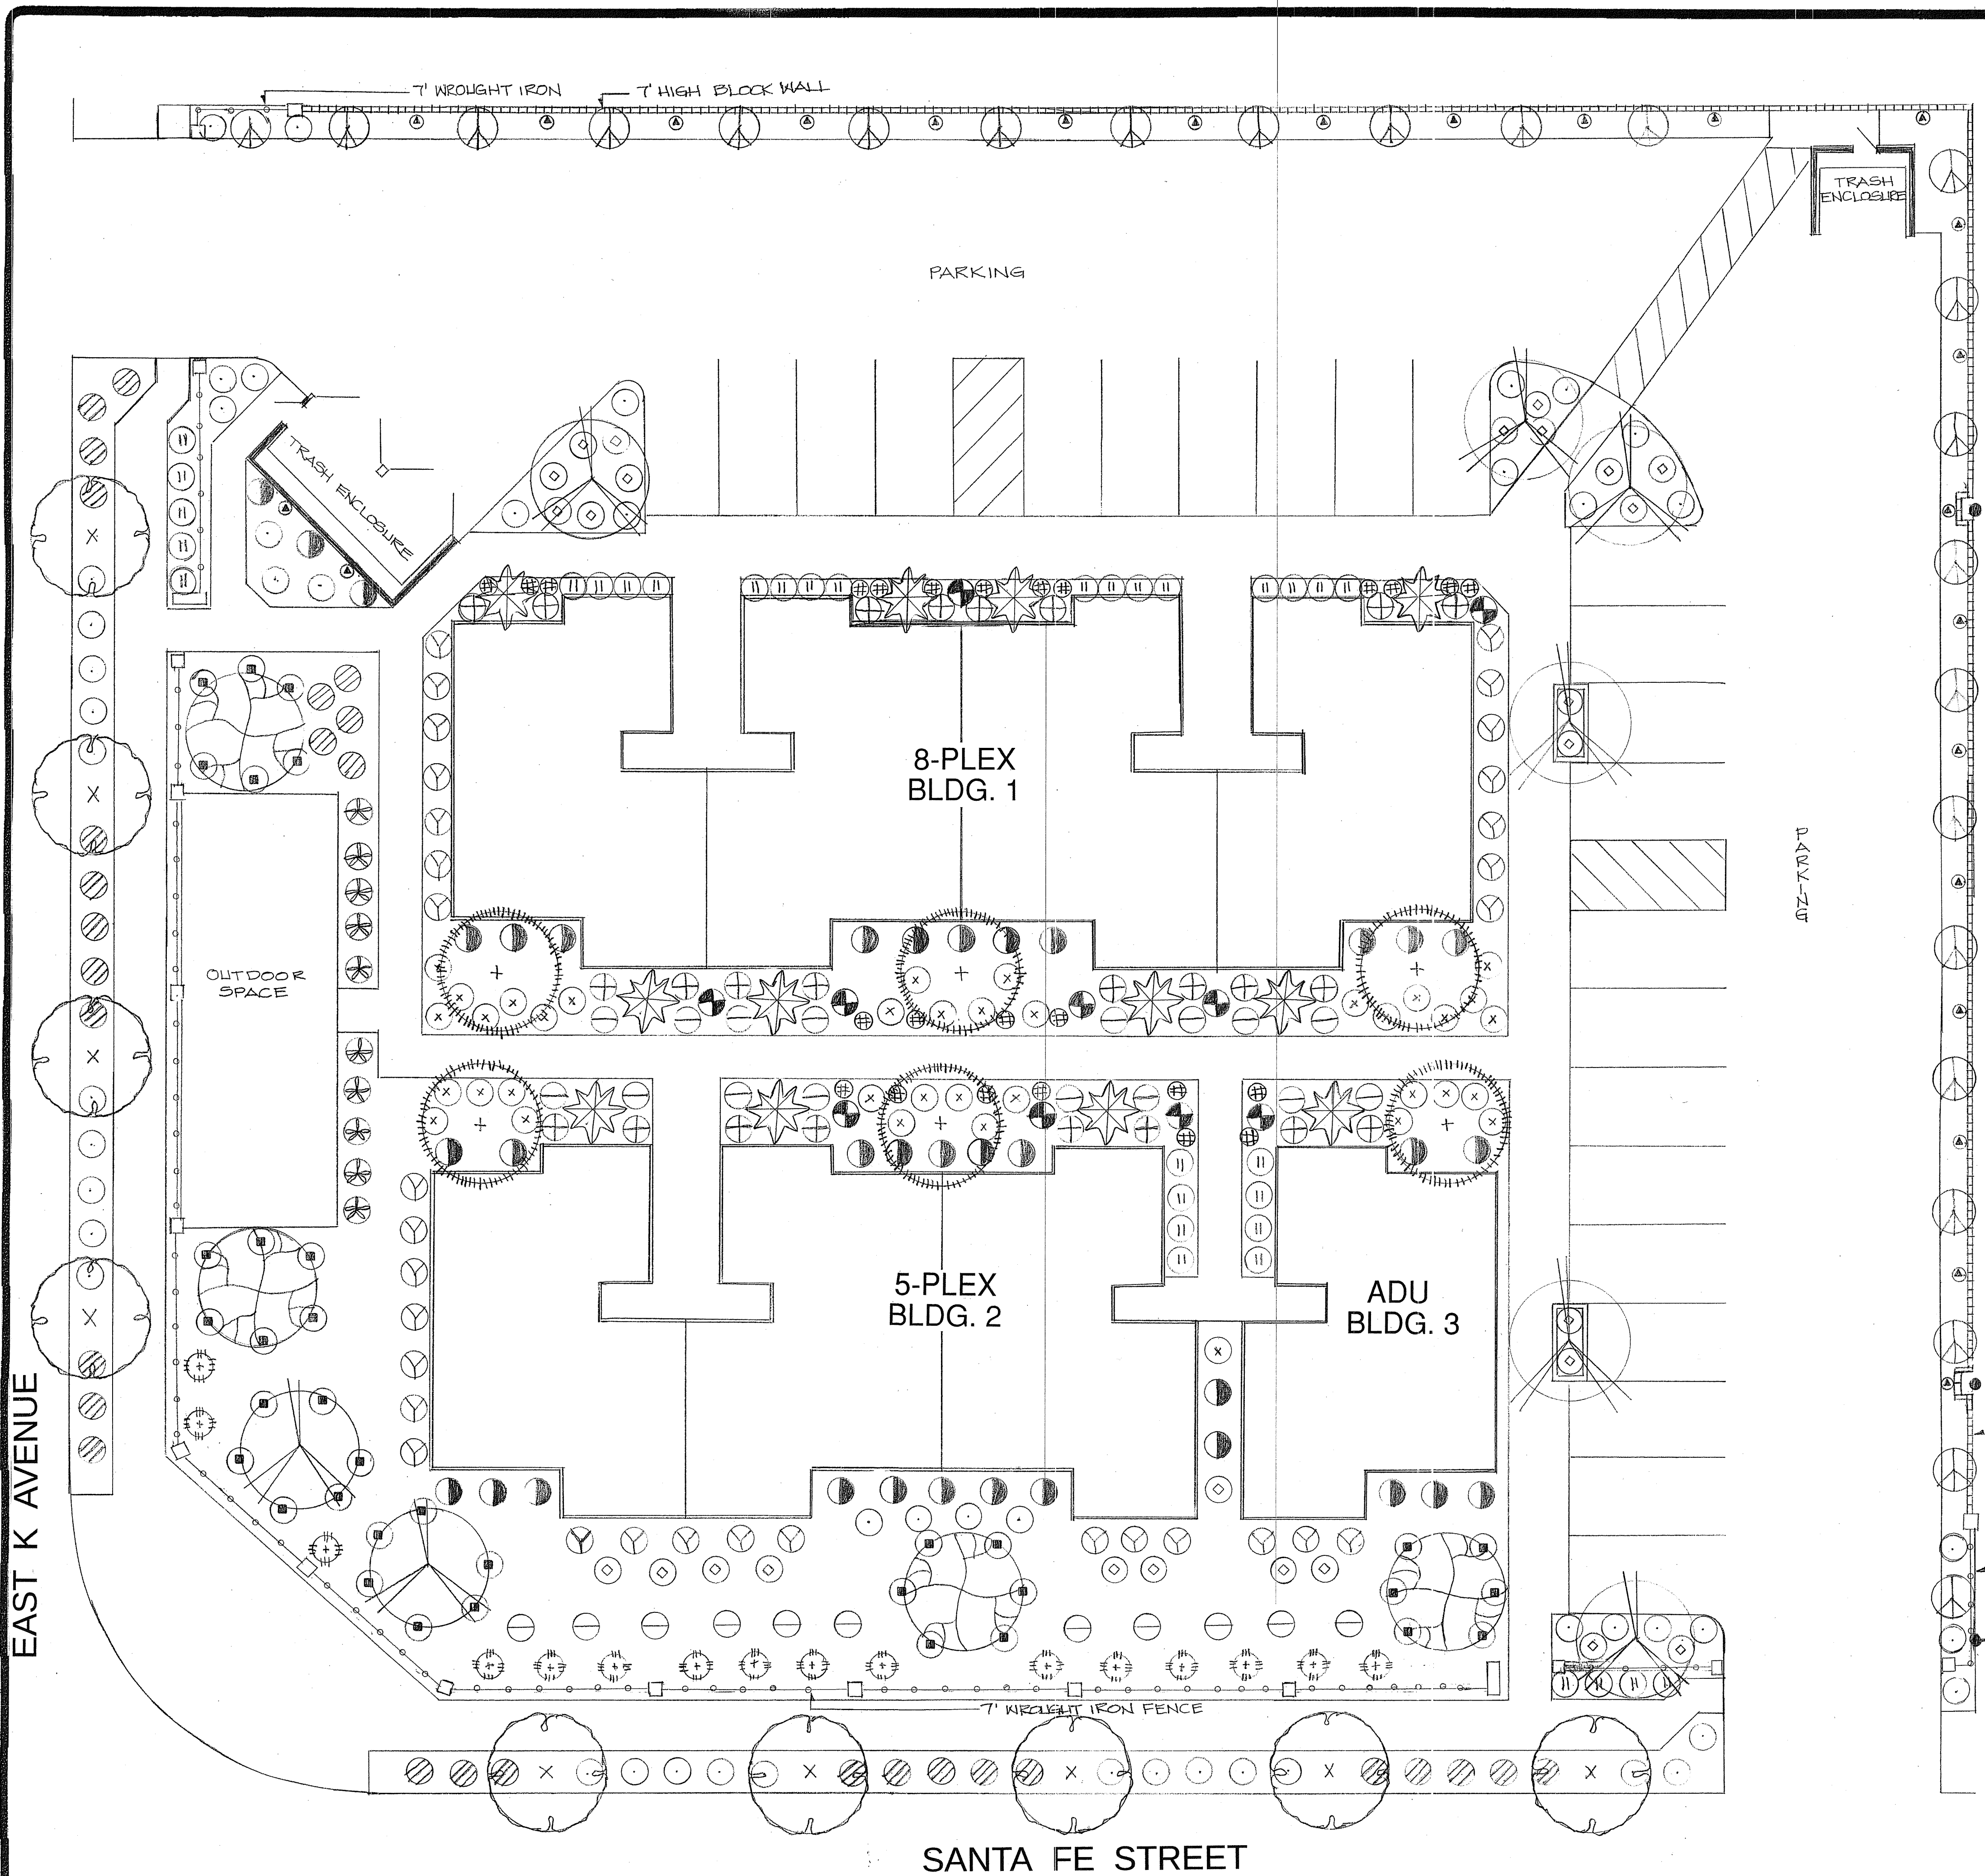 7' WROUGHT IRON
7' HIGH BLOCK WALL
TRASH
ENCLOSURE
PARKING
TRASH ENCLOSURE
8-PLEX
BLDG. 1
PARKING
OUTDOOR
SPACE
5-PLEX
BLDG. 2
ADU
BLDG. 3
EAST K AVENUE
7' WROUGHT IRON FENCE
SANTA FE STREET